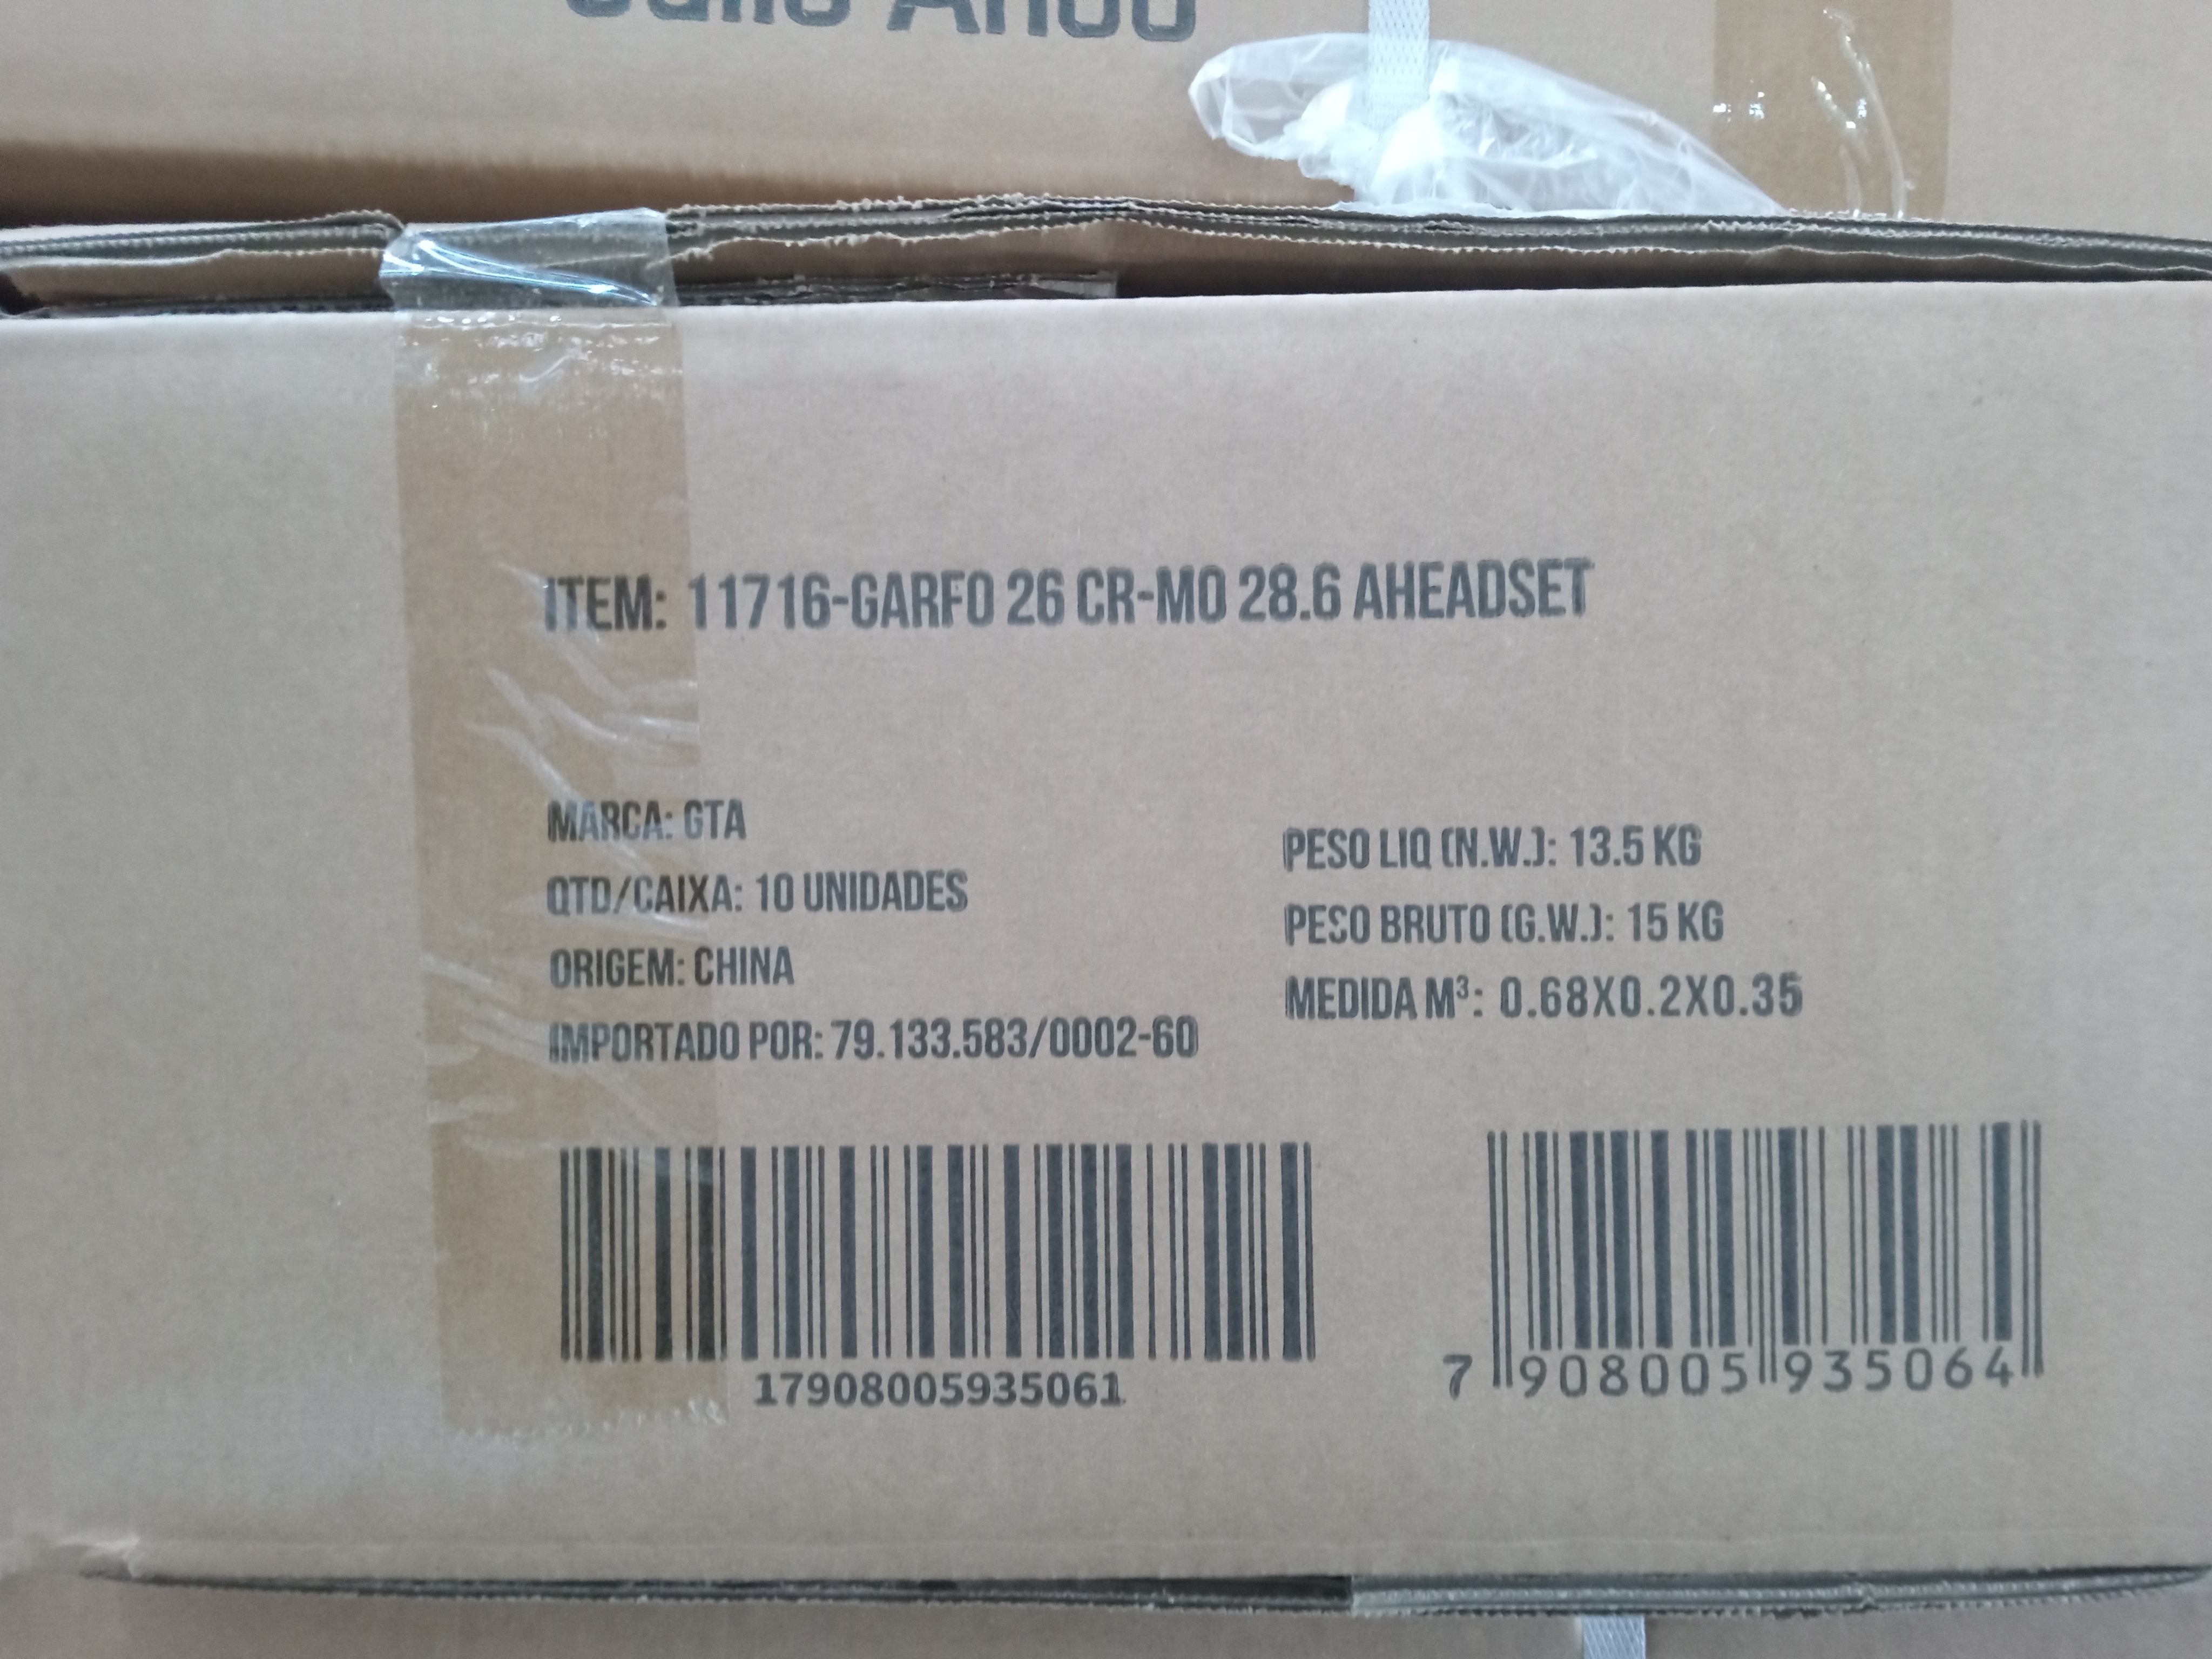 ITEM: 11716-GARFO 26 CR-MO 28.6 AHEADSET
MARCA: GTA
QTD/CAIXA: 10 UNIDADES
ORIGEM: CHINA
IMPORTADO POR: 79.133.583/0002-60
PESO LIQ (N.W.): 13.5 KG
PESO BRUTO (G.W.): 15 KG
MEDIDA M³: 0.68X0.2X0.35
17908005935061
7 908005 935064